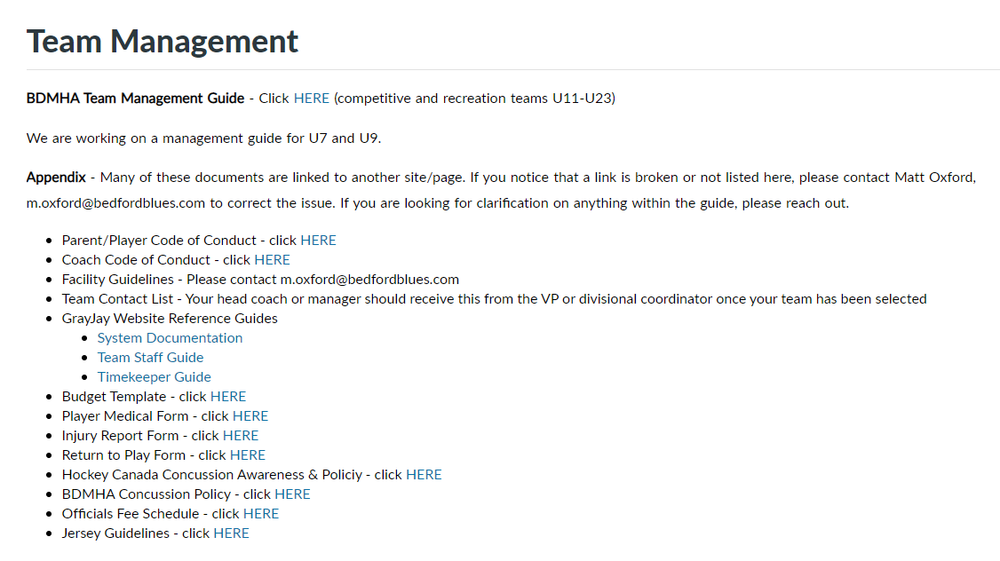 Team Management
BDMHA Team Management Guide - Click HERE (competitive and recreation teams U11-U23)
We are working on a management guide for U7 and U9.
Appendix - Many of these documents are linked to another site/page. If you notice that a link is broken or not listed here, please contact Matt Oxford,
m.oxford@bedfordblues.com to correct the issue. If you are looking for clarification on anything within the guide, please reach out.
Parent/Player Code of Conduct - click HERE
Coach Code of Conduct - click HERE
Facility Guidelines - Please contact m.oxford@bedfordblues.com
Team Contact List - Your head coach or manager should receive this from the VP or divisional coordinator once your team has been selected
GrayJay Website Reference Guides
System Documentation
Team Staff Guide
Timekeeper Guide
Budget Template - click HERE
Player Medical Form - click HERE
Injury Report Form - click HERE
Return to Play Form - click HERE
Hockey Canada Concussion Awareness & Policiy - click HERE
BDMHA Concussion Policy - click HERE
Officials Fee Schedule - click HERE
Jersey Guidelines - click HERE